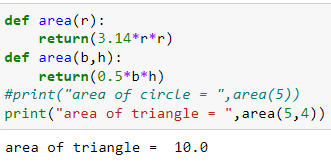 def area(r):
    return(3.14*r*r)
def area(b,h):
    return(0.5*b*h)
#print("area of circle = ",area(5))
print("area of triangle = ",area(5,4))
area of triangle =  10.0